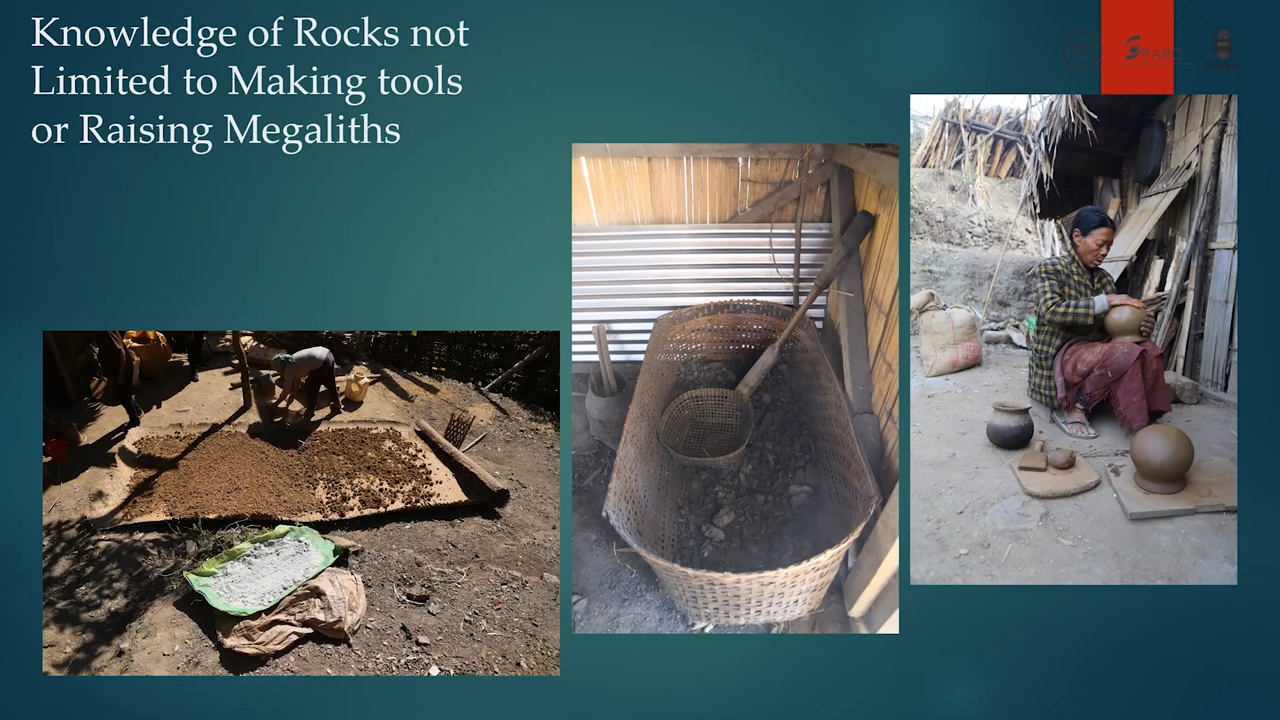 Knowledge of Rocks not
Limited to Making tools
or Raising Megaliths
SPARC